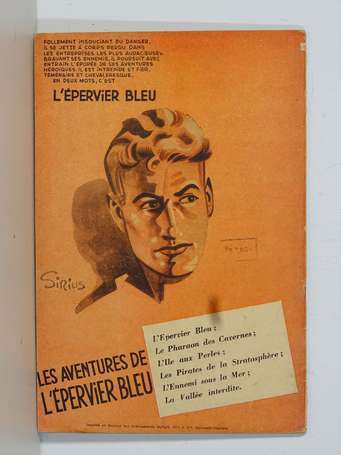 FOLLEMENT INSOUCIANT DU DANGER,
IL SE JETTE À CORPS PERDU DANS
LES ENTREPRISES LES PLUS AUDACIEUSES.
BRAVANT SES ENNEMIS, IL POURSUIT AVEC
ENTRAIN L'ÉPOPÉE DE SES AVENTURES
HÉROÏQUES. IL EST INTRÉPIDE ET FIER,
TÉMÉRAIRE ET CHEVALERESQUE.
EN DEUX MOTS, C'EST
L'ÉPERVIER BLEU
SIRIUS
LES AVENTURES DE
L'ÉPERVIER BLEU
L'Epervier Bleu ;
Le Pharaon des Cavernes ;
L'Ile aux Perles ;
Les Pirates de la Stratosphère ;
L'Ennemi sous la Mer ;
La Vallée interdite.